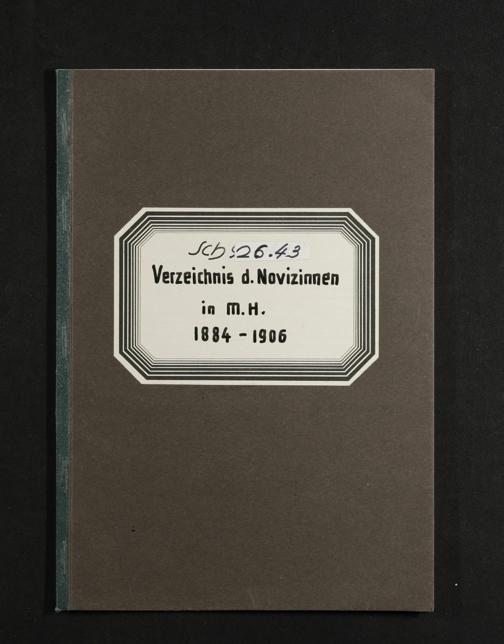 Sch 26.43
Verzeichnis d. Novizinnen
in M.H.
1884 - 1906